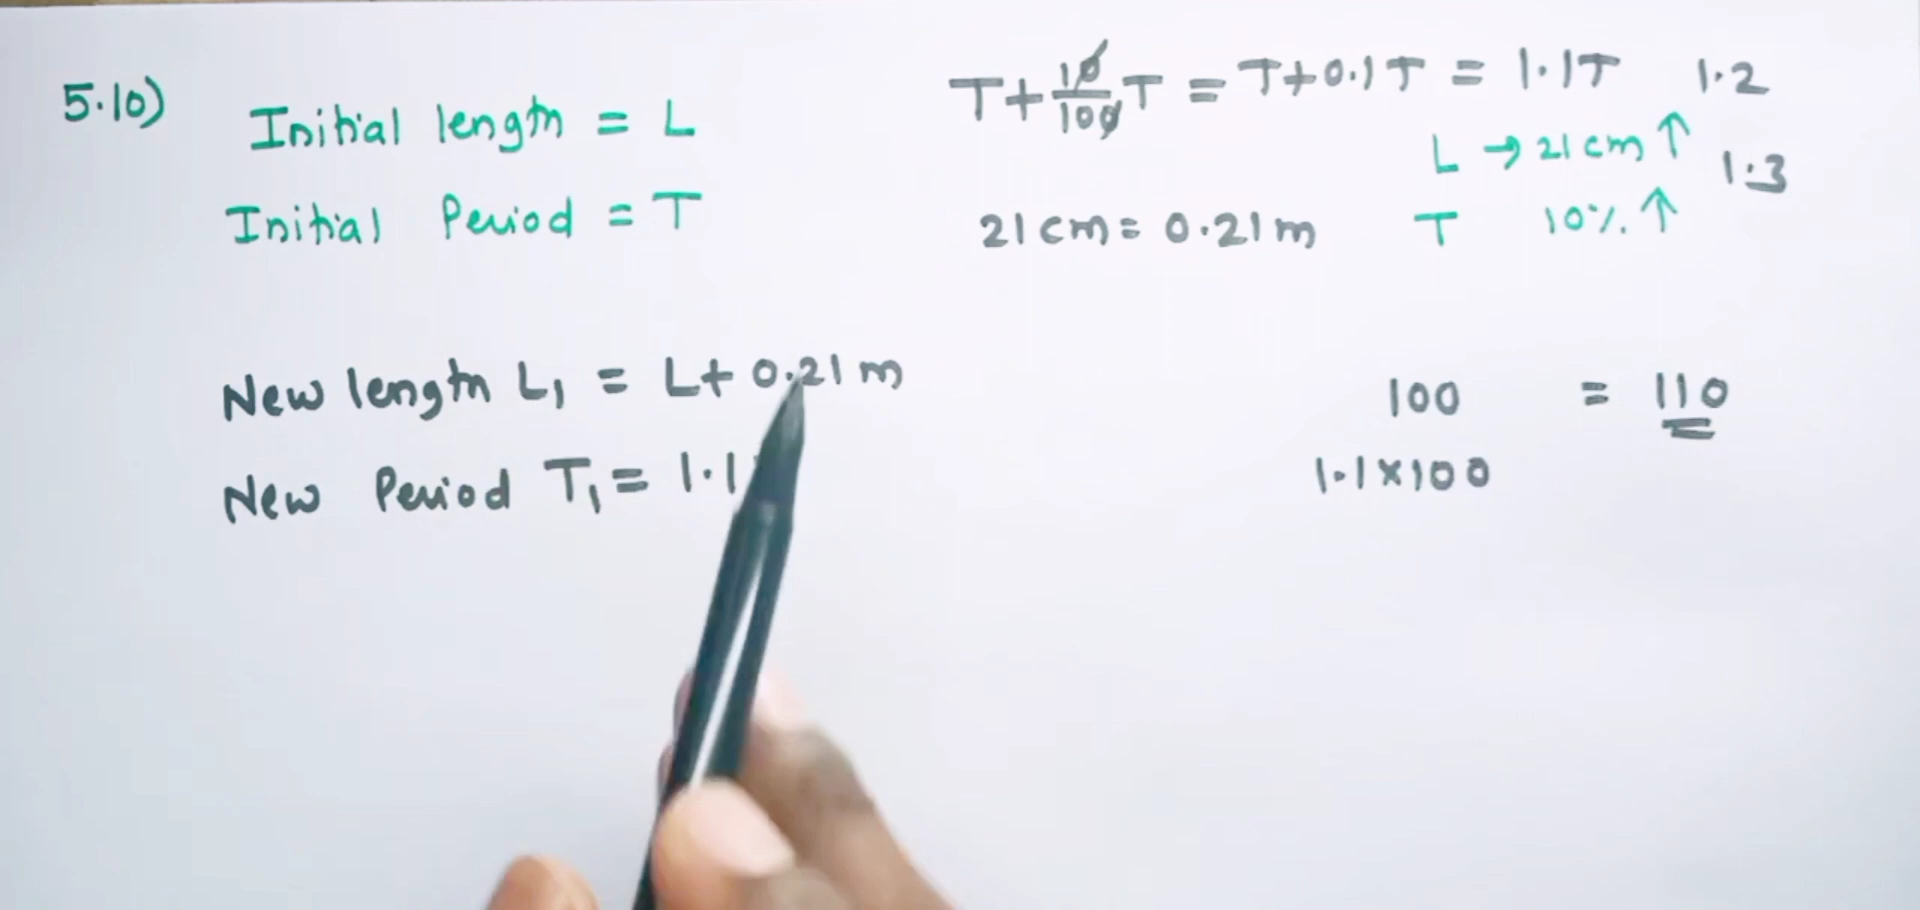 5.10) Initial length = L
Initial Period = T
T + 10/100 T = T + 0.1T = 1.1T
1.2
L → 21 cm ↑
1.3
21 cm = 0.21 m
T 10% ↑
New length L₁ = L + 0.21 m
New Period T₁ = 1.1
100 = 110
1.1 × 100